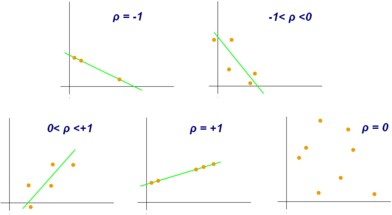 ρ = -1
-1< ρ <0
0< ρ <+1
ρ = +1
ρ = 0